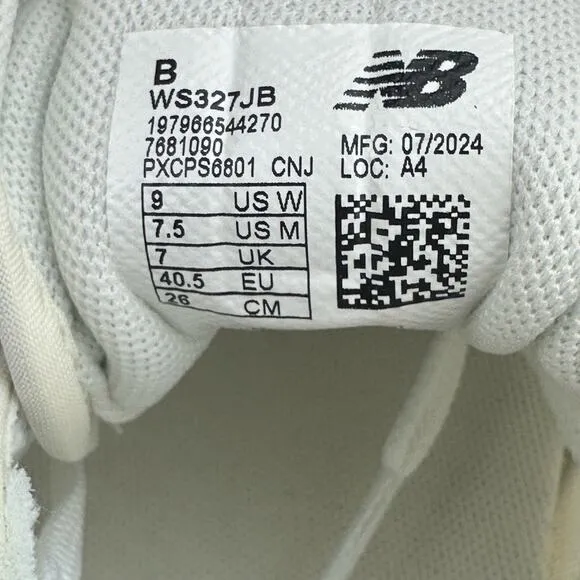 B
WS327JB
197966544270
7681090
PXCPS6801 CNJ
NB
MFG: 07/2024
LOC: A4
9 US W
7.5 US M
7 UK
40.5 EU
26 CM